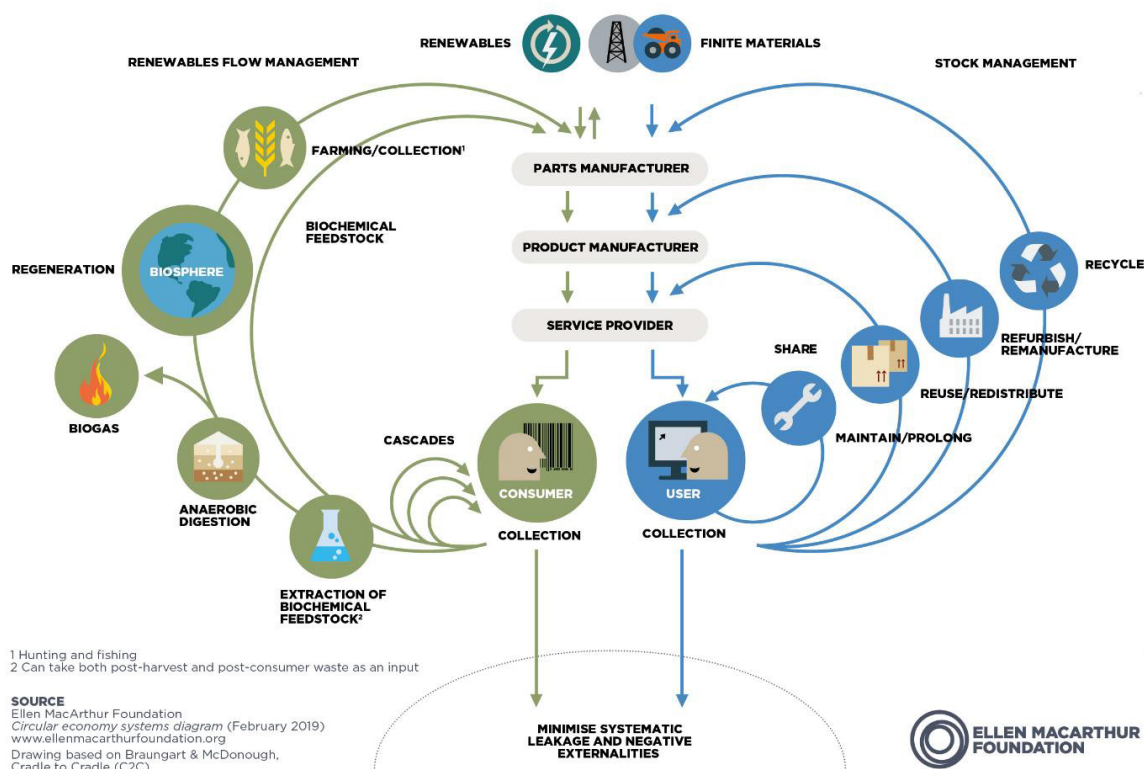 RENEWABLES
FINITE MATERIALS
RENEWABLES FLOW MANAGEMENT
STOCK MANAGEMENT
FARMING/COLLECTION¹
PARTS MANUFACTURER
BIOCHEMICAL
FEEDSTOCK
PRODUCT MANUFACTURER
REGENERATION
BIOSPHERE
RECYCLE
SERVICE PROVIDER
SHARE
REFURBISH/
REMANUFACTURE
REUSE/REDISTRIBUTE
BIOGAS
CASCADES
MAINTAIN/PROLONG
CONSUMER
USER
ANAEROBIC
DIGESTION
COLLECTION
COLLECTION
EXTRACTION OF
BIOCHEMICAL
FEEDSTOCK²
1 Hunting and fishing
2 Can take both post-harvest and post-consumer waste as an input
SOURCE
Ellen MacArthur Foundation
Circular economy systems diagram (February 2019)
www.ellenmacarthurfoundation.org
Drawing based on Braungart & McDonough,
Cradle to Cradle (C2C)
MINIMISE SYSTEMATIC
LEAKAGE AND NEGATIVE
EXTERNALITIES
ELLEN MACARTHUR
FOUNDATION